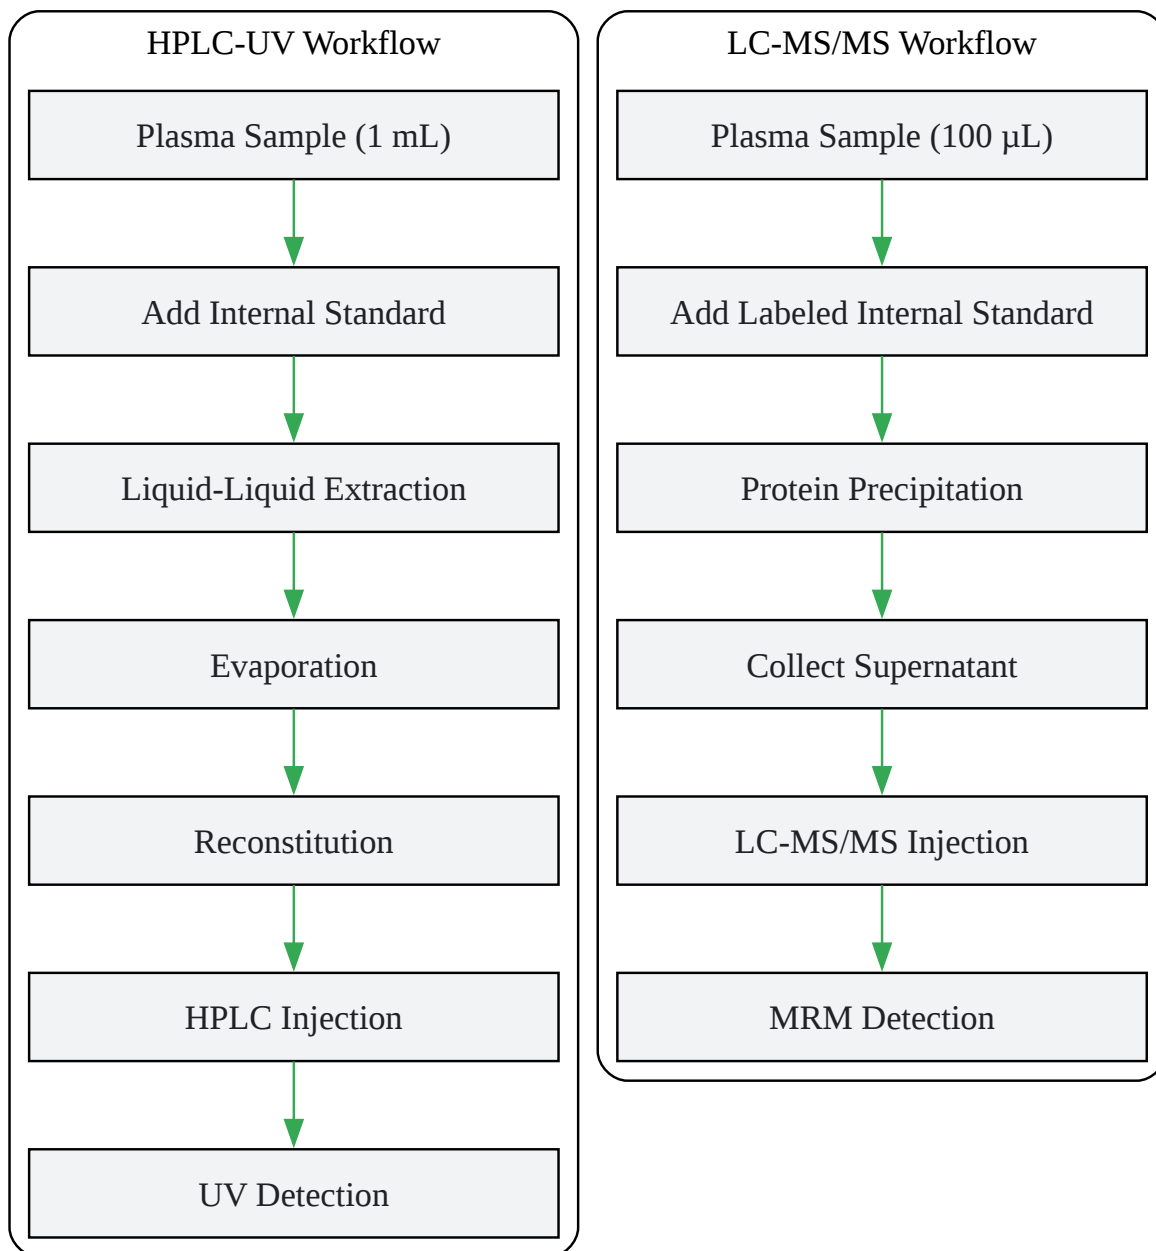 HPLC-UV Workflow
Plasma Sample (1 mL)
Add Internal Standard
Liquid-Liquid Extraction
Evaporation
Reconstitution
HPLC Injection
UV Detection
LC-MS/MS Workflow
Plasma Sample (100 µL)
Add Labeled Internal Standard
Protein Precipitation
Collect Supernatant
LC-MS/MS Injection
MRM Detection